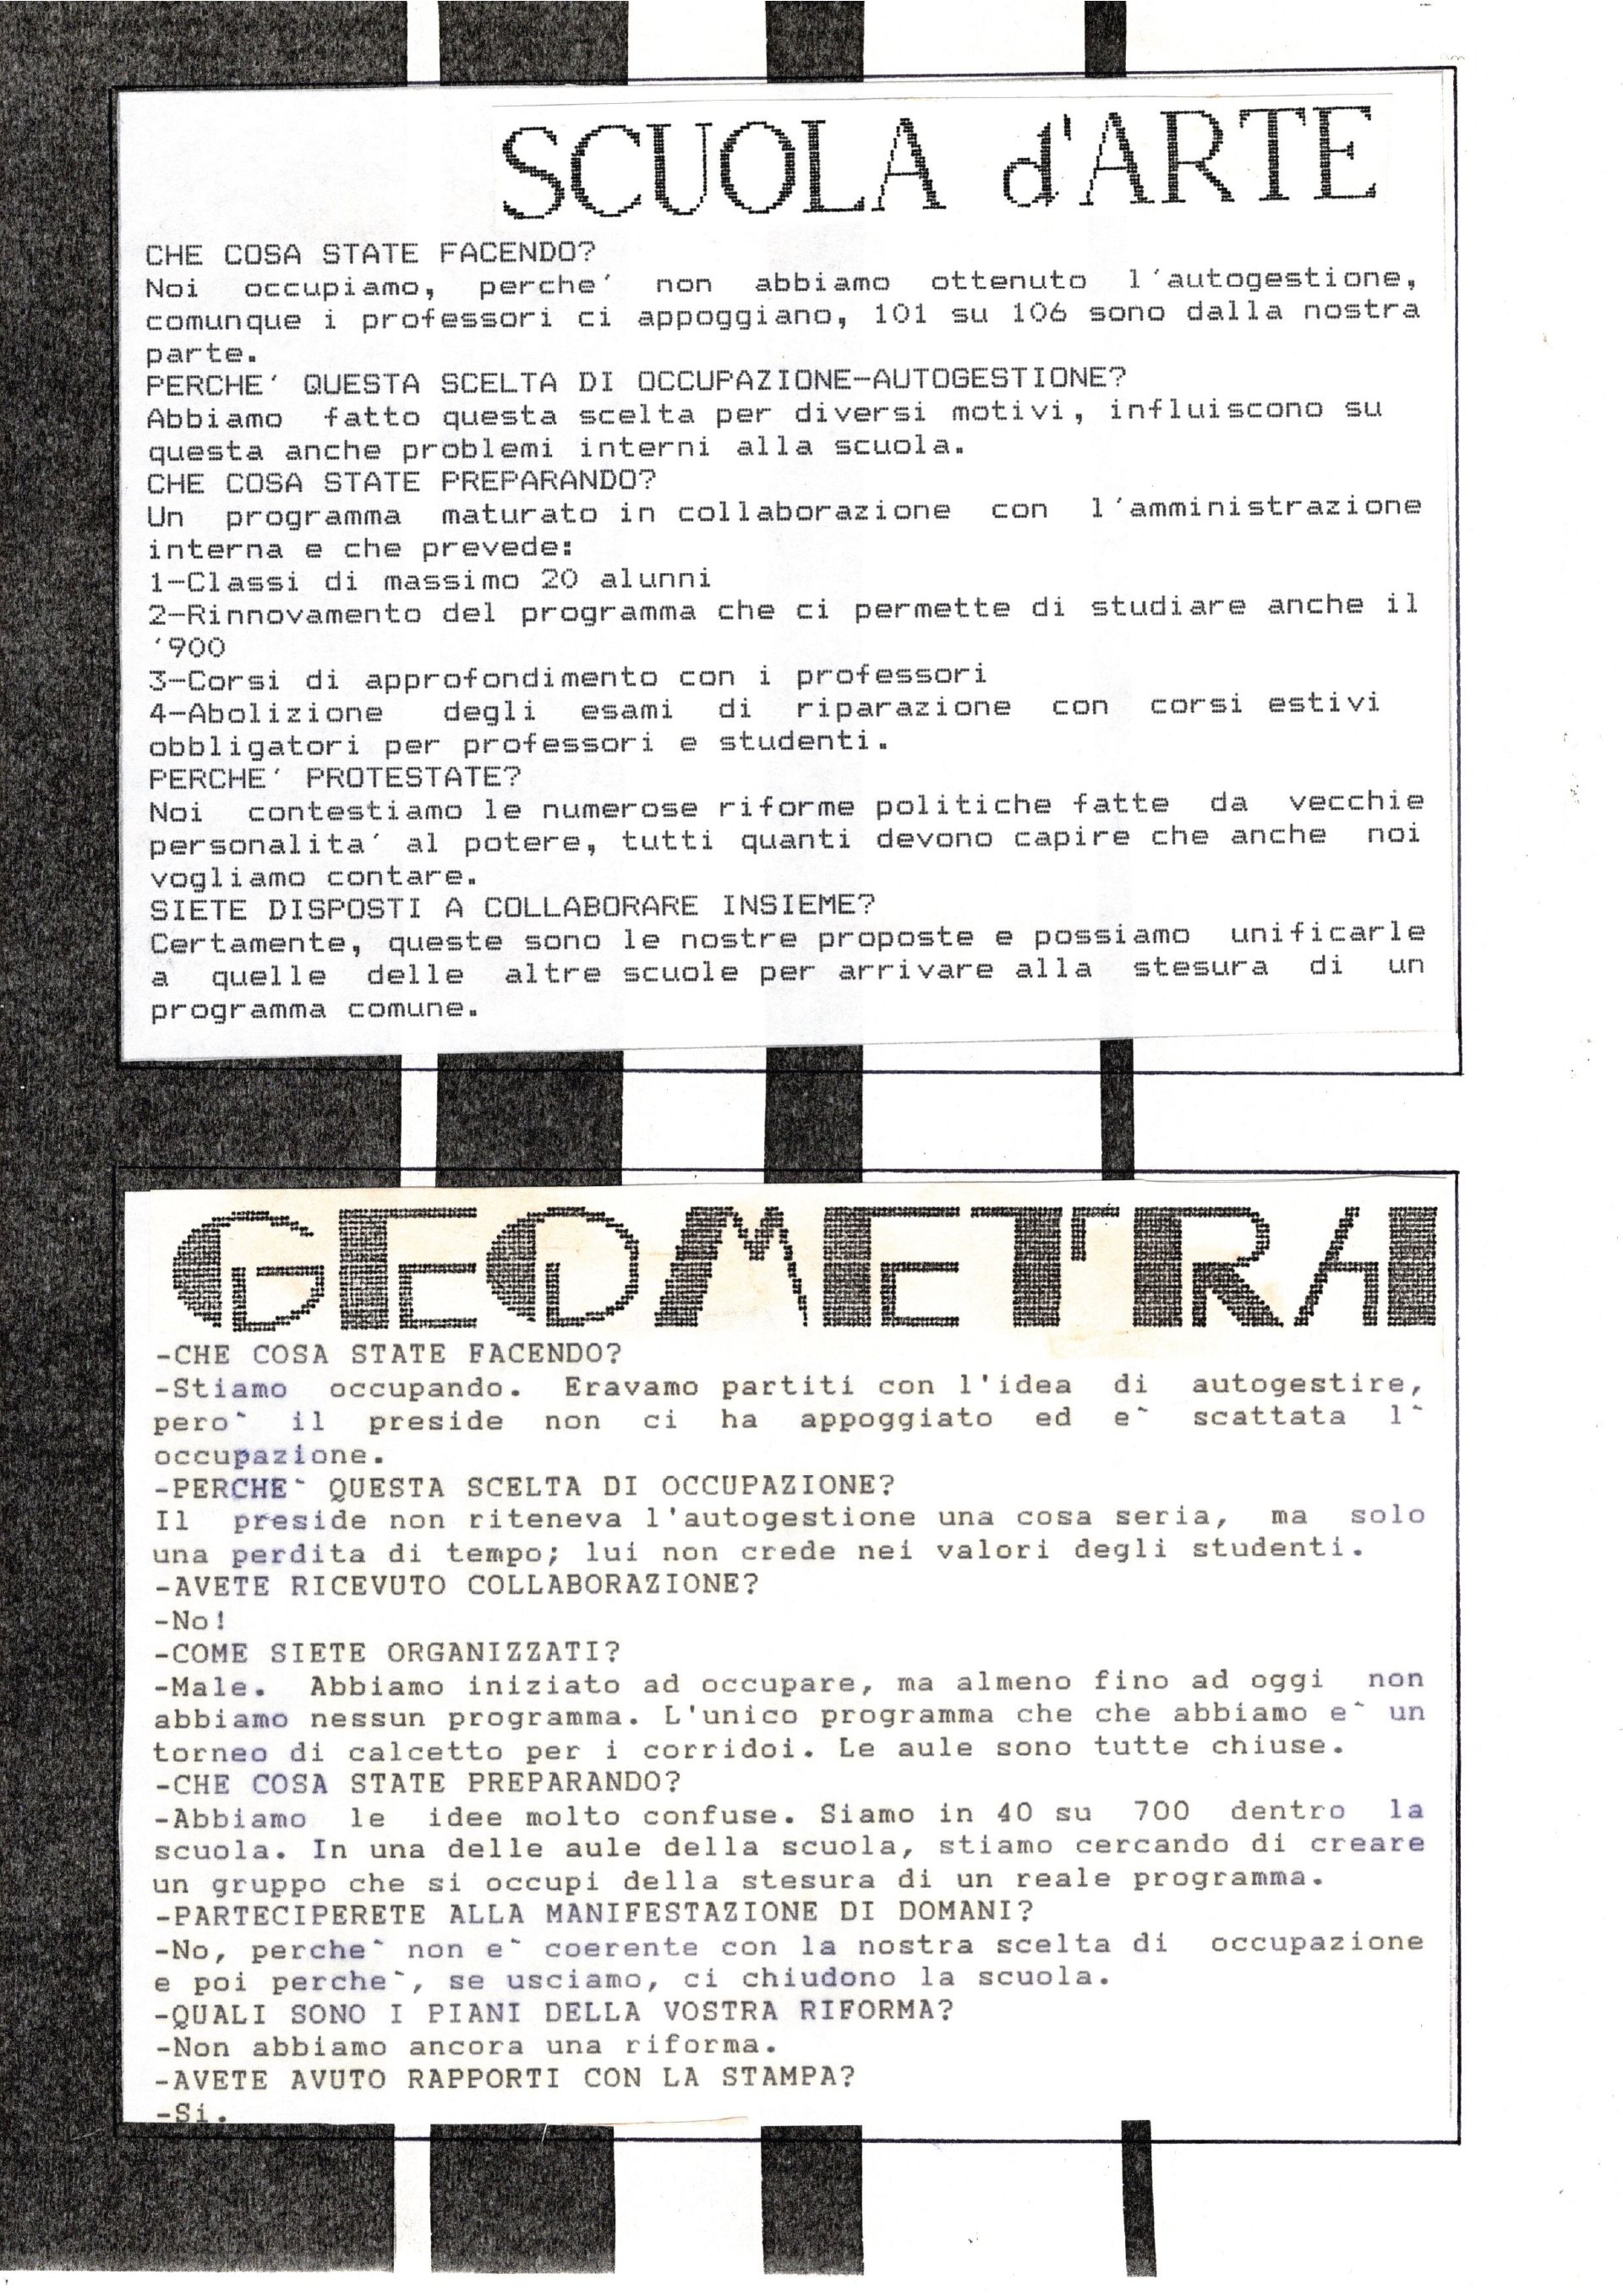 SCUOLA d'ARTE
CHE COSA STATE FACENDO?
Noi occupiamo, perche' non abbiamo ottenuto l'autogestione,
comunque i professori ci appoggiano, 101 su 106 sono dalla nostra
parte.
PERCHE' QUESTA SCELTA DI OCCUPAZIONE-AUTOGESTIONE?
Abbiamo fatto questa scelta per diversi motivi, influiscono su
questa anche problemi interni alla scuola.
CHE COSA STATE PREPARANDO?
Un programma maturato in collaborazione con l'amministrazione
interna e che prevede:
1-Classi di massimo 20 alunni
2-Rinnovamento del programma che ci permette di studiare anche il
'900
3-Corsi di approfondimento con i professori
4-Abolizione degli esami di riparazione con corsi estivi
obbligatori per professori e studenti.
PERCHE' PROTESTATE?
Noi contestiamo le numerose riforme politiche fatte da vecchie
personalita' al potere, tutti quanti devono capire che anche noi
vogliamo contare.
SIETE DISPOSTI A COLLABORARE INSIEME?
Certamente, queste sono le nostre proposte e possiamo unificarle
a quelle delle altre scuole per arrivare alla stesura di un
programma comune.
GEOMETRI
-CHE COSA STATE FACENDO?
-Stiamo occupando. Eravamo partiti con l'idea di autogestire,
pero` il preside non ci ha appoggiato ed e` scattata l`
occupazione.
-PERCHE` QUESTA SCELTA DI OCCUPAZIONE?
Il preside non riteneva l'autogestione una cosa seria, ma solo
una perdita di tempo; lui non crede nei valori degli studenti.
-AVETE RICEVUTO COLLABORAZIONE?
-No!
-COME SIETE ORGANIZZATI?
-Male. Abbiamo iniziato ad occupare, ma almeno fino ad oggi non
abbiamo nessun programma. L'unico programma che che abbiamo e` un
torneo di calcetto per i corridoi. Le aule sono tutte chiuse.
-CHE COSA STATE PREPARANDO?
-Abbiamo le idee molto confuse. Siamo in 40 su 700 dentro la
scuola. In una delle aule della scuola, stiamo cercando di creare
un gruppo che si occupi della stesura di un reale programma.
-PARTECIPERETE ALLA MANIFESTAZIONE DI DOMANI?
-No, perche` non e` coerente con la nostra scelta di occupazione
e poi perche`, se usciamo, ci chiudono la scuola.
-QUALI SONO I PIANI DELLA VOSTRA RIFORMA?
-Non abbiamo ancora una riforma.
-AVETE AVUTO RAPPORTI CON LA STAMPA?
-Si.